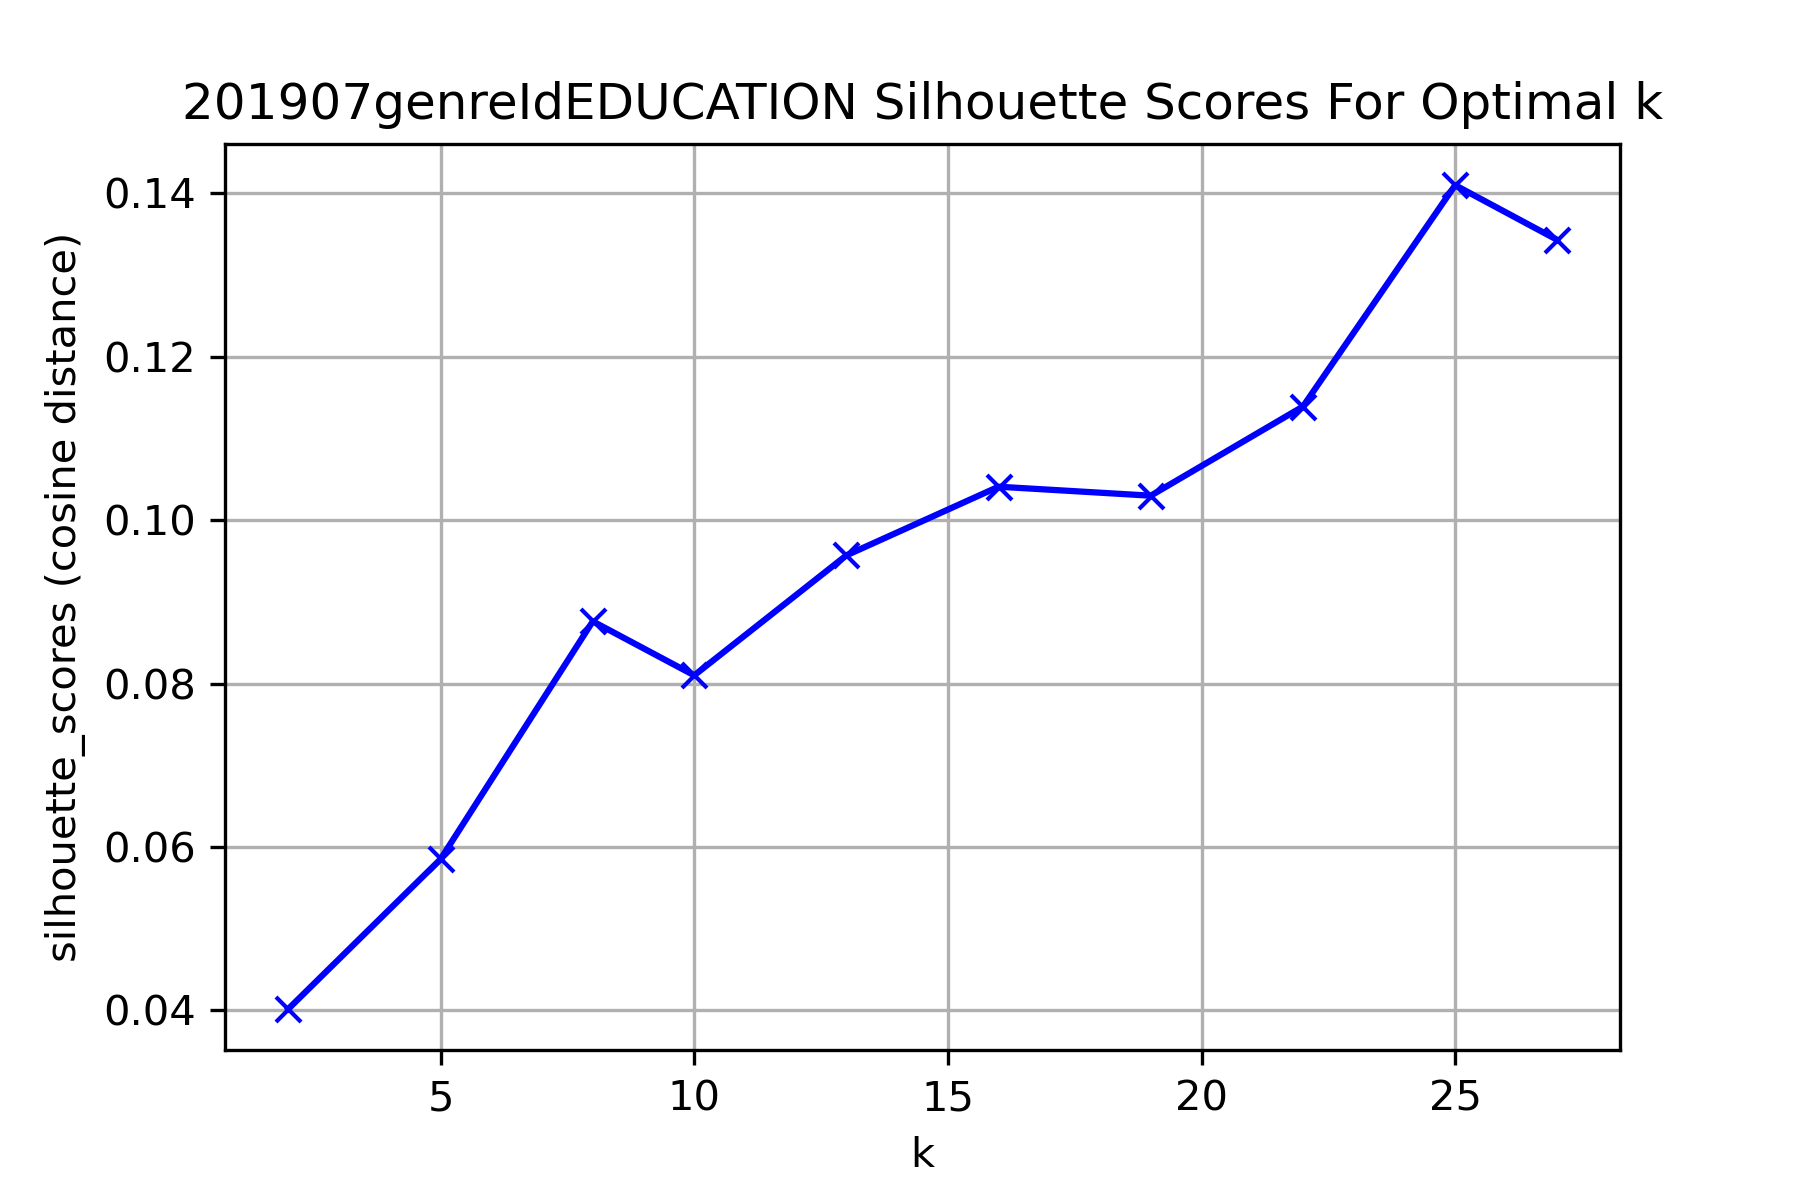 201907genreIdEDUCATION Silhouette Scores For Optimal k
silhouette_scores (cosine distance)
0.14
0.12
0.10
0.08
0.06
0.04
5 10 15 20 25
k